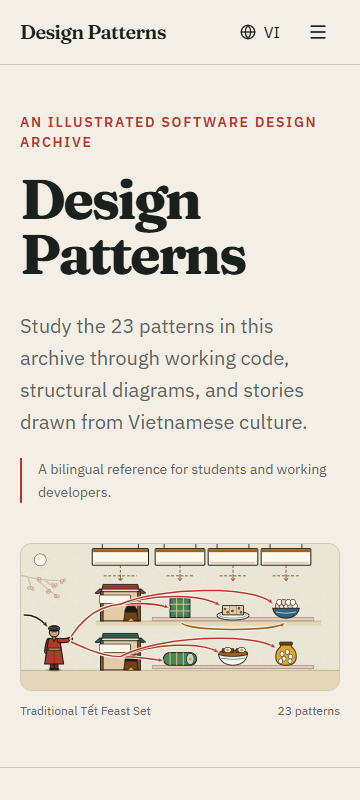 Design Patterns
VI
AN ILLUSTRATED SOFTWARE DESIGN
ARCHIVE
Design
Patterns
Study the 23 patterns in this
archive through working code,
structural diagrams, and stories
drawn from Vietnamese culture.
A bilingual reference for students and working
developers.
Traditional Tết Feast Set
23 patterns